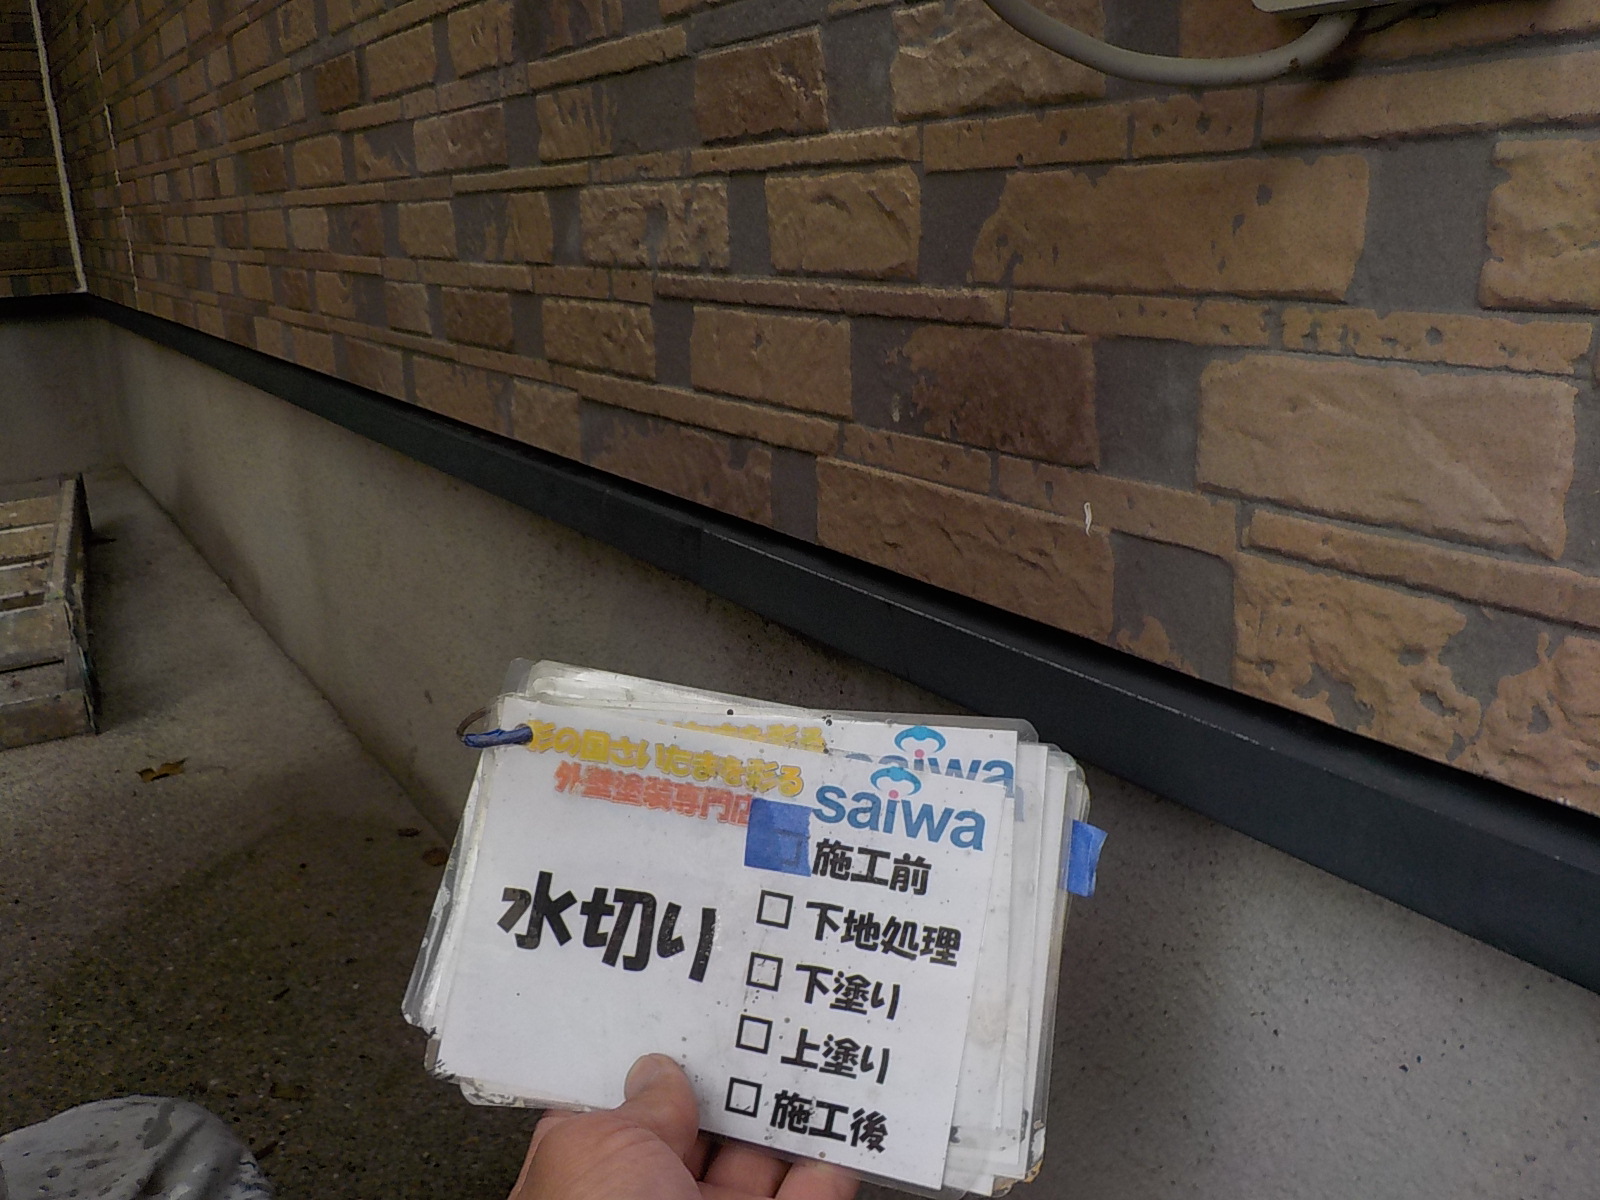 彩の国さいたまを彩る
外壁塗装専門店
saiwa
水切り
施工前
□ 下地処理
□ 下塗り
□ 上塗り
□ 施工後